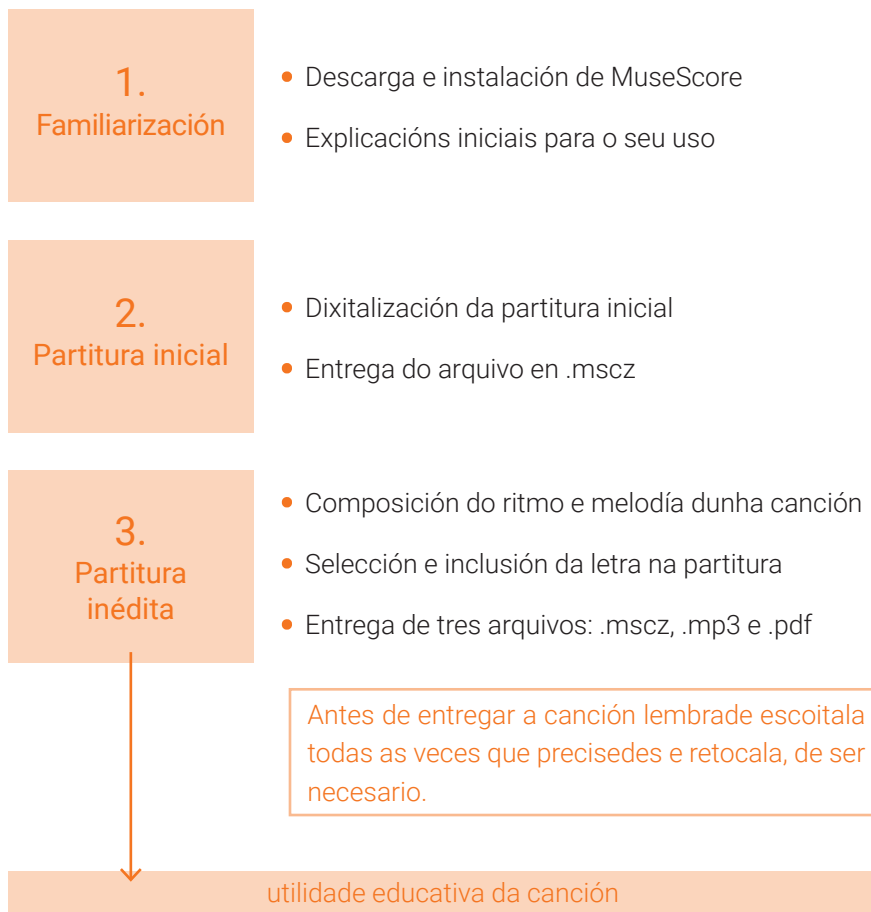 1.
Familiarización
• Descarga e instalación de MuseScore
• Explicacións iniciais para o seu uso
2.
Partitura inicial
• Dixitalización da partitura inicial
• Entrega do arquivo en .mscz
3.
Partitura
inédita
• Composición do ritmo e melodía dunha canción
• Selección e inclusión da letra na partitura
• Entrega de tres arquivos: .mscz, .mp3 e .pdf
Antes de entregar a canción lembrade escoitala
todas as veces que precisedes e retocala, de ser
necesario.
utilidade educativa da canción